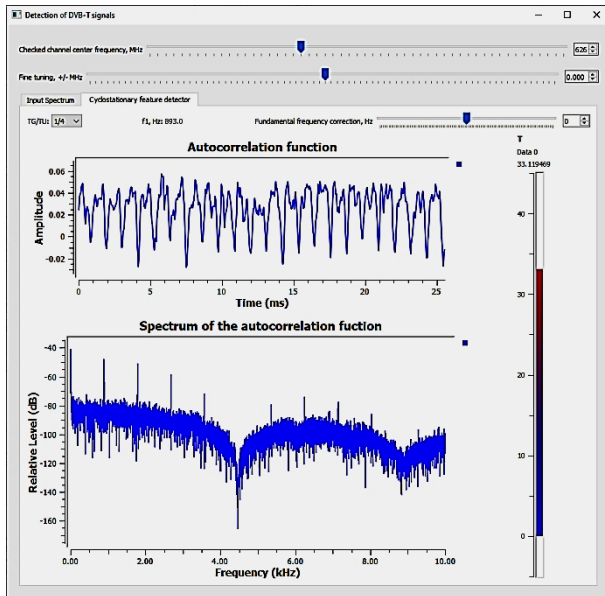 Detection of DVB-T signals
Checked channel center frequency, MHz
626
Fine tuning, +/- MHz
0.000
Input Spectrum
Cyclostationary feature detector
TG/TU: 1/4
f1, Hz: 893.0
Fundamental frequency correction, Hz
0
T
Data 0
33.119469
Autocorrelation function
0.06
0.04
0.02
0
-0.02
Amplitude
0
5
10
15
20
25
Time (ms)
40
30
20
10
0
Spectrum of the autocorrelation fuction
-40
-60
-80
-100
-120
-140
-160
Relative Level (dB)
0.00
2.00
4.00
6.00
8.00
10.00
Frequency (kHz)